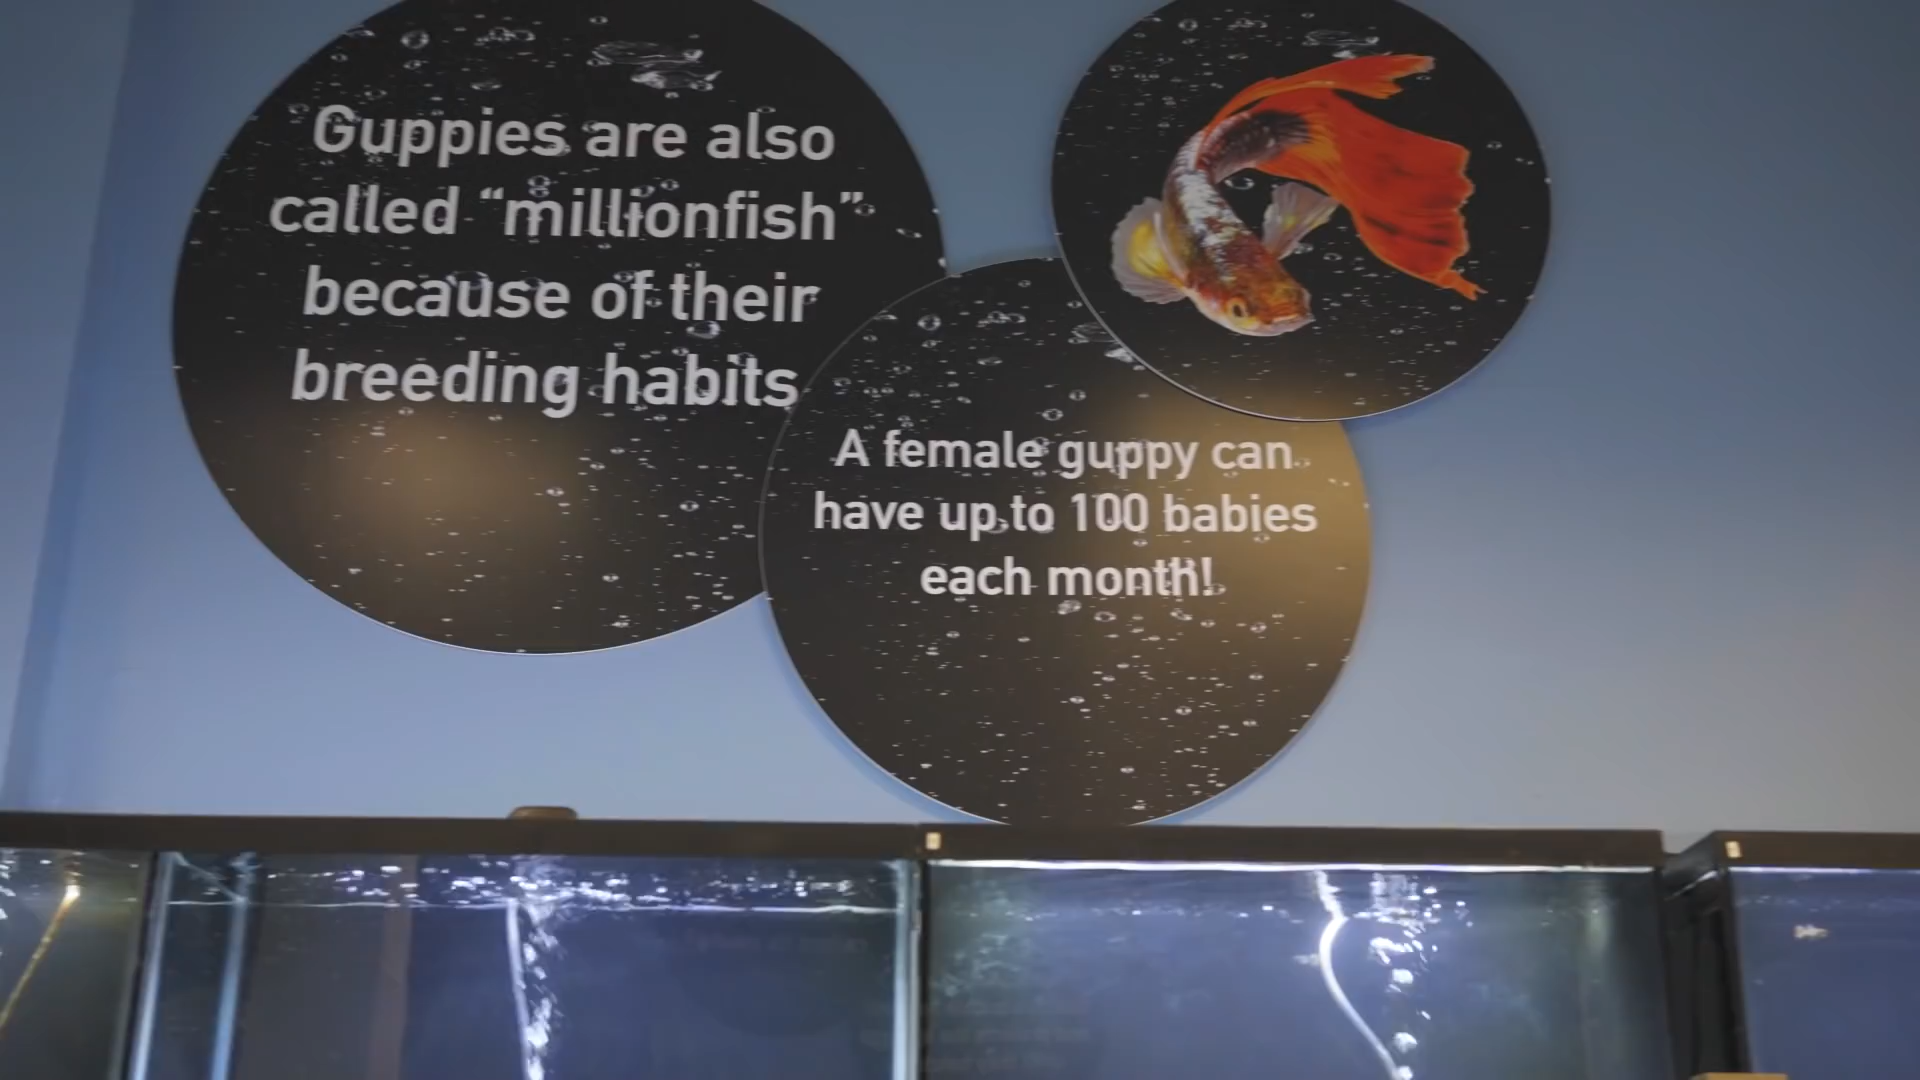 Guppies are also
called “millionfish”
because of their
breeding habits
A female guppy can
have up to 100 babies
each month!